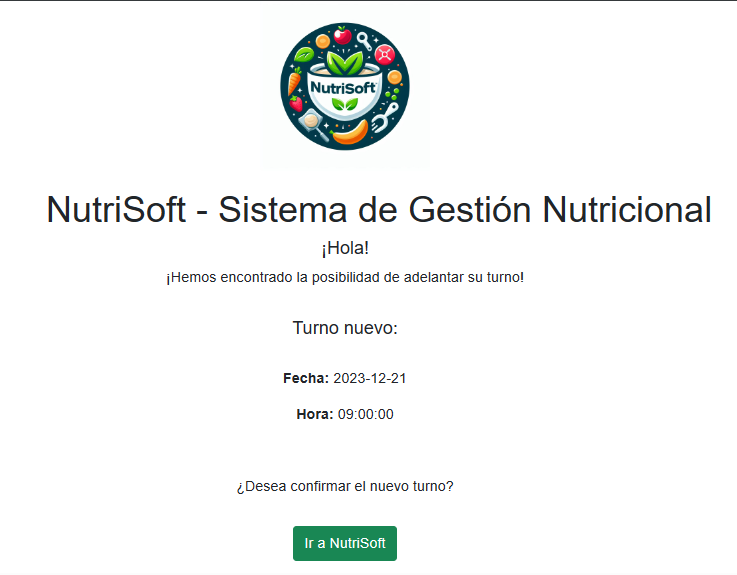 NutriSoft
NutriSoft - Sistema de Gestión Nutricional
¡Hola!
¡Hemos encontrado la posibilidad de adelantar su turno!
Turno nuevo:
Fecha: 2023-12-21
Hora: 09:00:00
¿Desea confirmar el nuevo turno?
Ir a NutriSoft